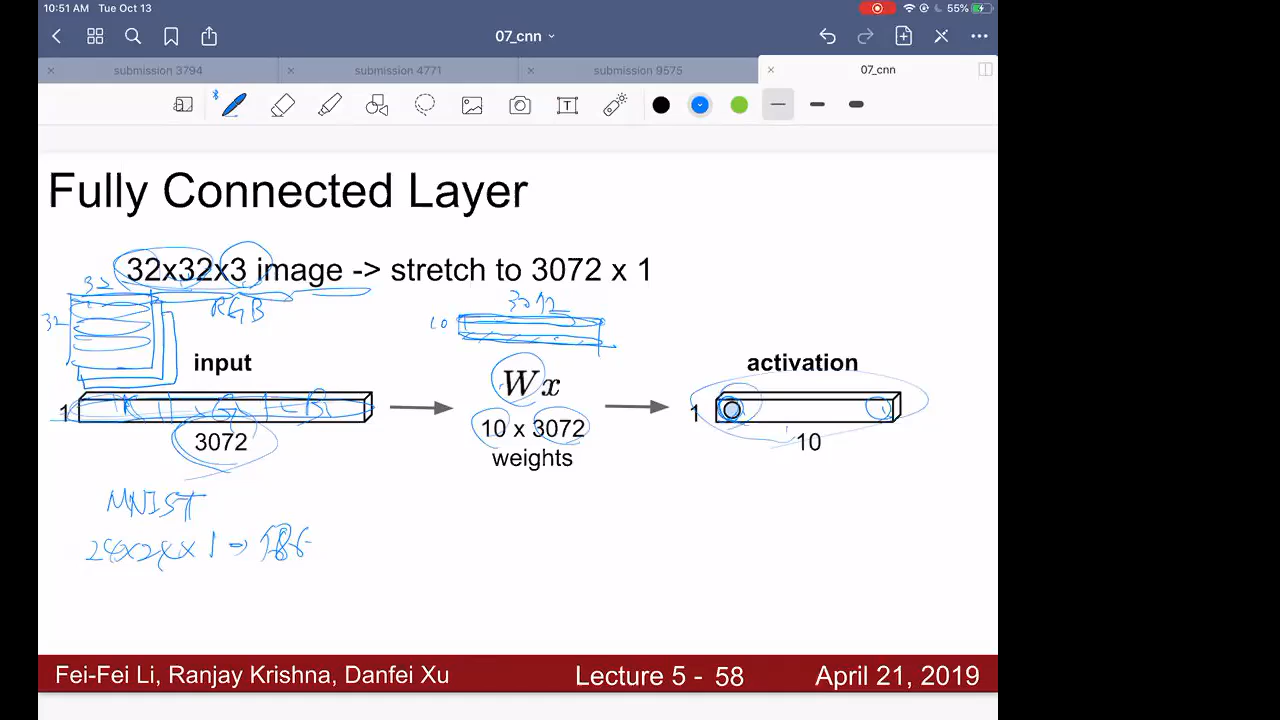 10:51 AM Tue Oct 13
55%
07_cnn
submission 3794
submission 4771
submission 9575
07_cnn
Fully Connected Layer
32x32x3 image -> stretch to 3072 x 1
32
RGB
32
10
3072
input
Wx
activation
1
R G B
3072
10 x 3072
weights
1
10
MNIST
Fei-Fei Li, Ranjay Krishna, Danfei Xu
Lecture 5 - 58
April 21, 2019